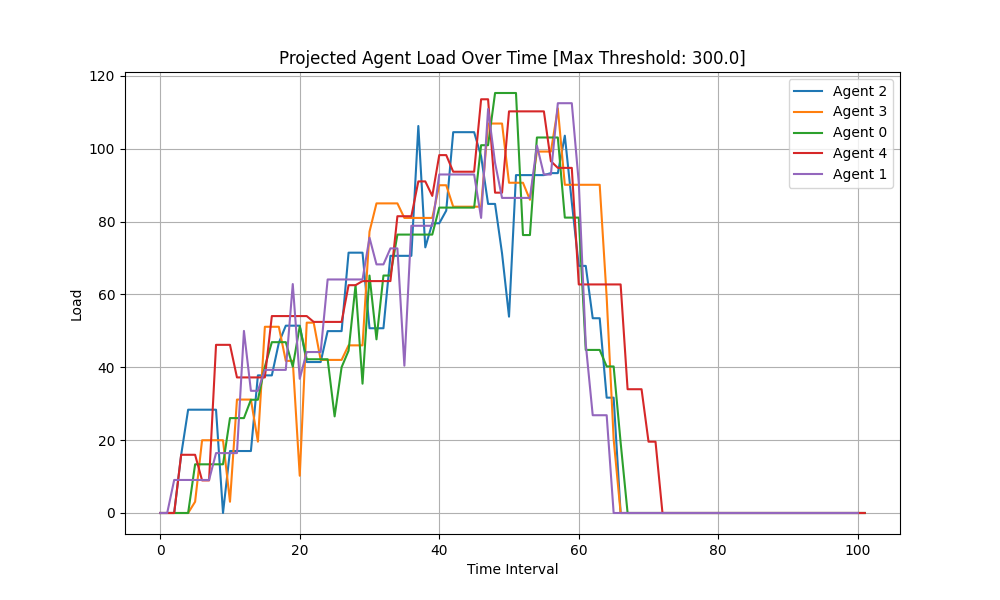 Projected Agent Load Over Time [Max Threshold: 300.0]
120
100
80
60
40
20
0
Load
0 20 40 60 80 100
Time Interval
Agent 2
Agent 3
Agent 0
Agent 4
Agent 1